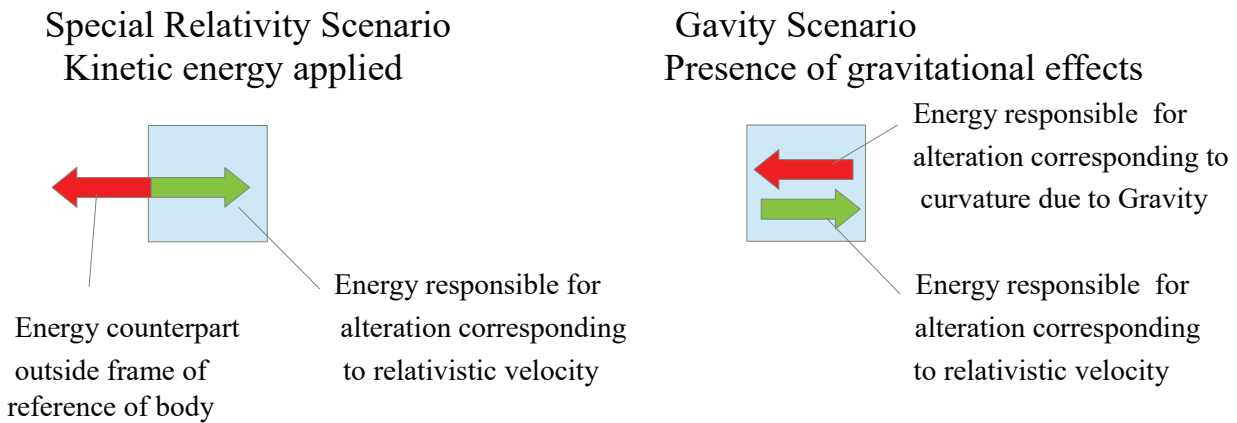 Special Relativity Scenario
Kinetic energy applied
Energy counterpart
outside frame of
reference of body
Energy responsible for
alteration corresponding
to relativistic velocity
Gavity Scenario
Presence of gravitational effects
Energy responsible for
alteration corresponding to
curvature due to Gravity
Energy responsible for
alteration corresponding
to relativistic velocity